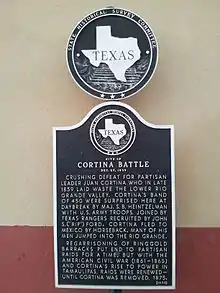 STATE HISTORICAL SURVEY COMMITTEE
TEXAS
TEXAS
SITE OF
CORTINA BATTLE
DEC. 27, 1859
CRUSHING DEFEAT FOR PARTISAN
LEADER JUAN CORTINA WHO IN LATE
1859 LAID WASTE THE LOWER RIO
GRANDE VALLEY. CORTINA'S BAND
OF 450 WERE SURPRISED HERE AT
DAYBREAK BY MAJ. S. P. HEINTZELMAN
WITH U.S. ARMY TROPS, JOINED BY
TEXAS RANGERS RECRUITED BY JOHN
S. ("RIP") FORD. CORTINA FLED TO
MEXICO BY HORSEBACK. MANY OF HIS
MEN JUMPED INTO THE RIO GRANDE.
REGARRISONING OF RINGGOLD
BARRACKS PUT END TO PARTISAN
RAIDS FOR A TIME; BUT WITH THE
AMERICAN CIVIL WAR (1861-1865)
AND CORTINA'S RISE TO POWER IN
TAMAULIPAS, RAIDS WERE RENEWED—
UNTIL CORTINA WAS REMOVED, 1875.